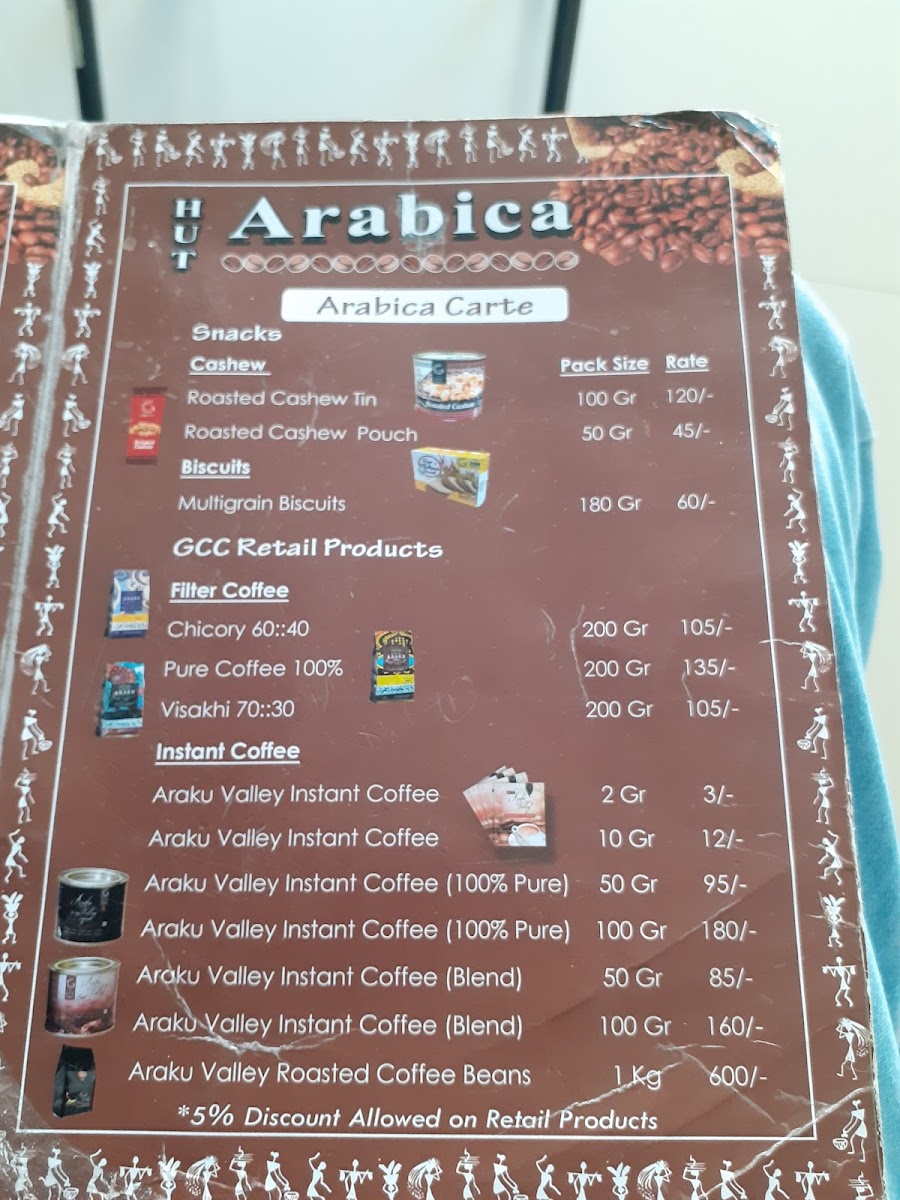 HUT Arabica
Arabica Carte
Snacks
Cashew Pack Size Rate
Roasted Cashew Tin 100 Gr 120/-
Roasted Cashew Pouch 50 Gr 45/-
Biscuits
Multigrain Biscuits 180 Gr 60/-
GCC Retail Products
Filter Coffee
Chicory 60::40 200 Gr 105/-
Pure Coffee 100% 200 Gr 135/-
Visakhi 70::30 200 Gr 105/-
Instant Coffee
Araku Valley Instant Coffee 2 Gr 3/-
Araku Valley Instant Coffee 10 Gr 12/-
Araku Valley Instant Coffee (100% Pure) 50 Gr 95/-
Araku Valley Instant Coffee (100% Pure) 100 Gr 180/-
Araku Valley Instant Coffee (Blend) 50 Gr 85/-
Araku Valley Instant Coffee (Blend) 100 Gr 160/-
Araku Valley Roasted Coffee Beans 1 Kg 600/-
*5% Discount Allowed on Retail Products